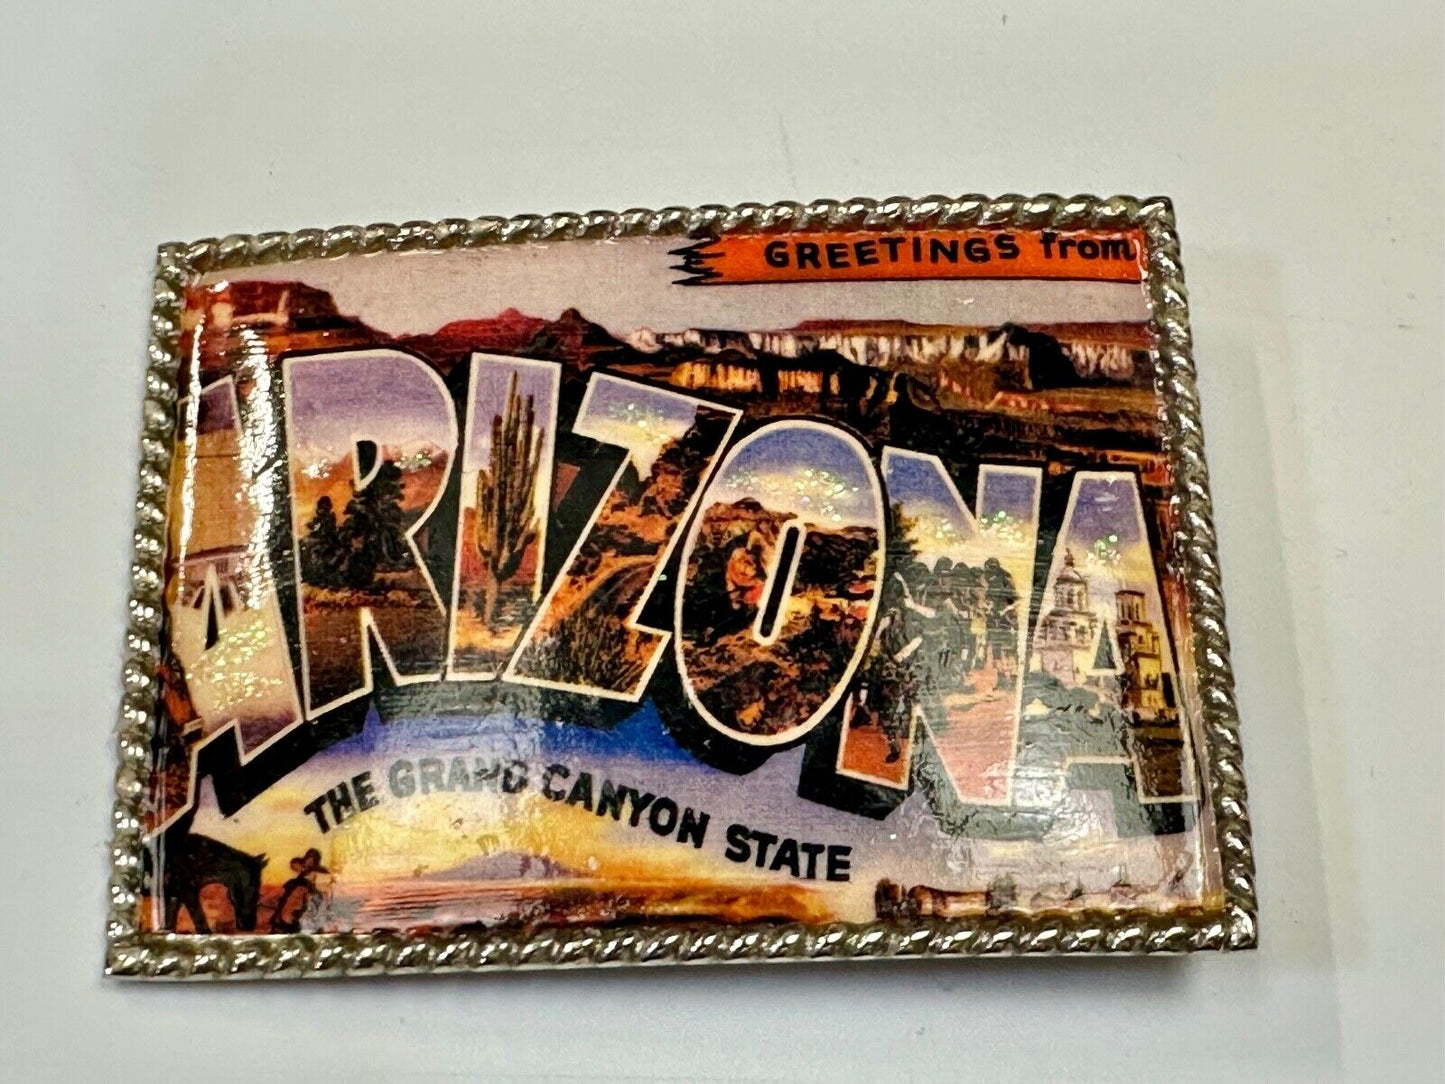 GREETINGS from
ARIZONA
THE GRAND CANYON STATE